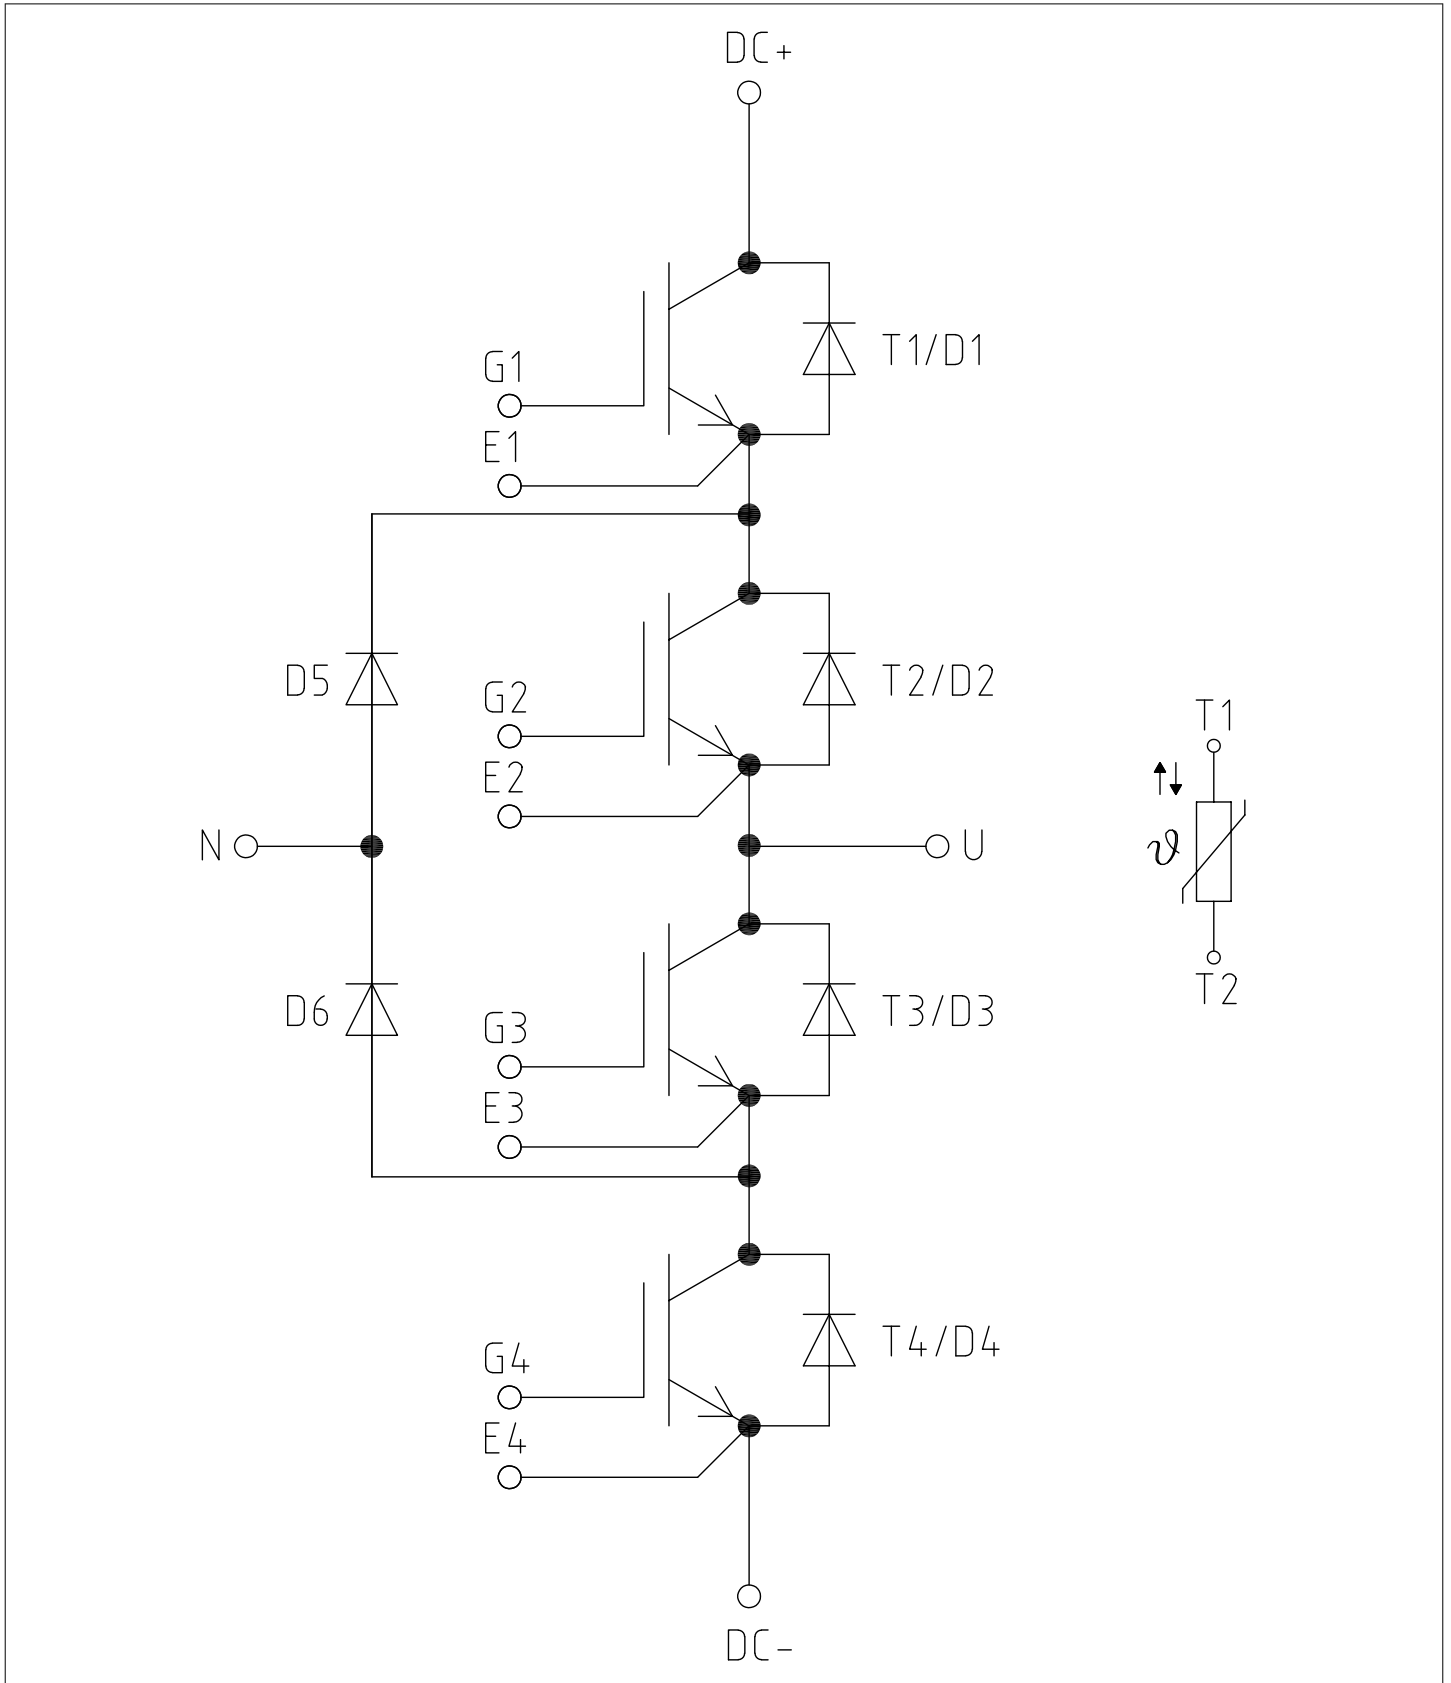 DC+
G1
T1/D1
E1
D5
G2
T2/D2
E2
T1
N
U
ϑ
T2
D6
G3
T3/D3
E3
G4
T4/D4
E4
DC-